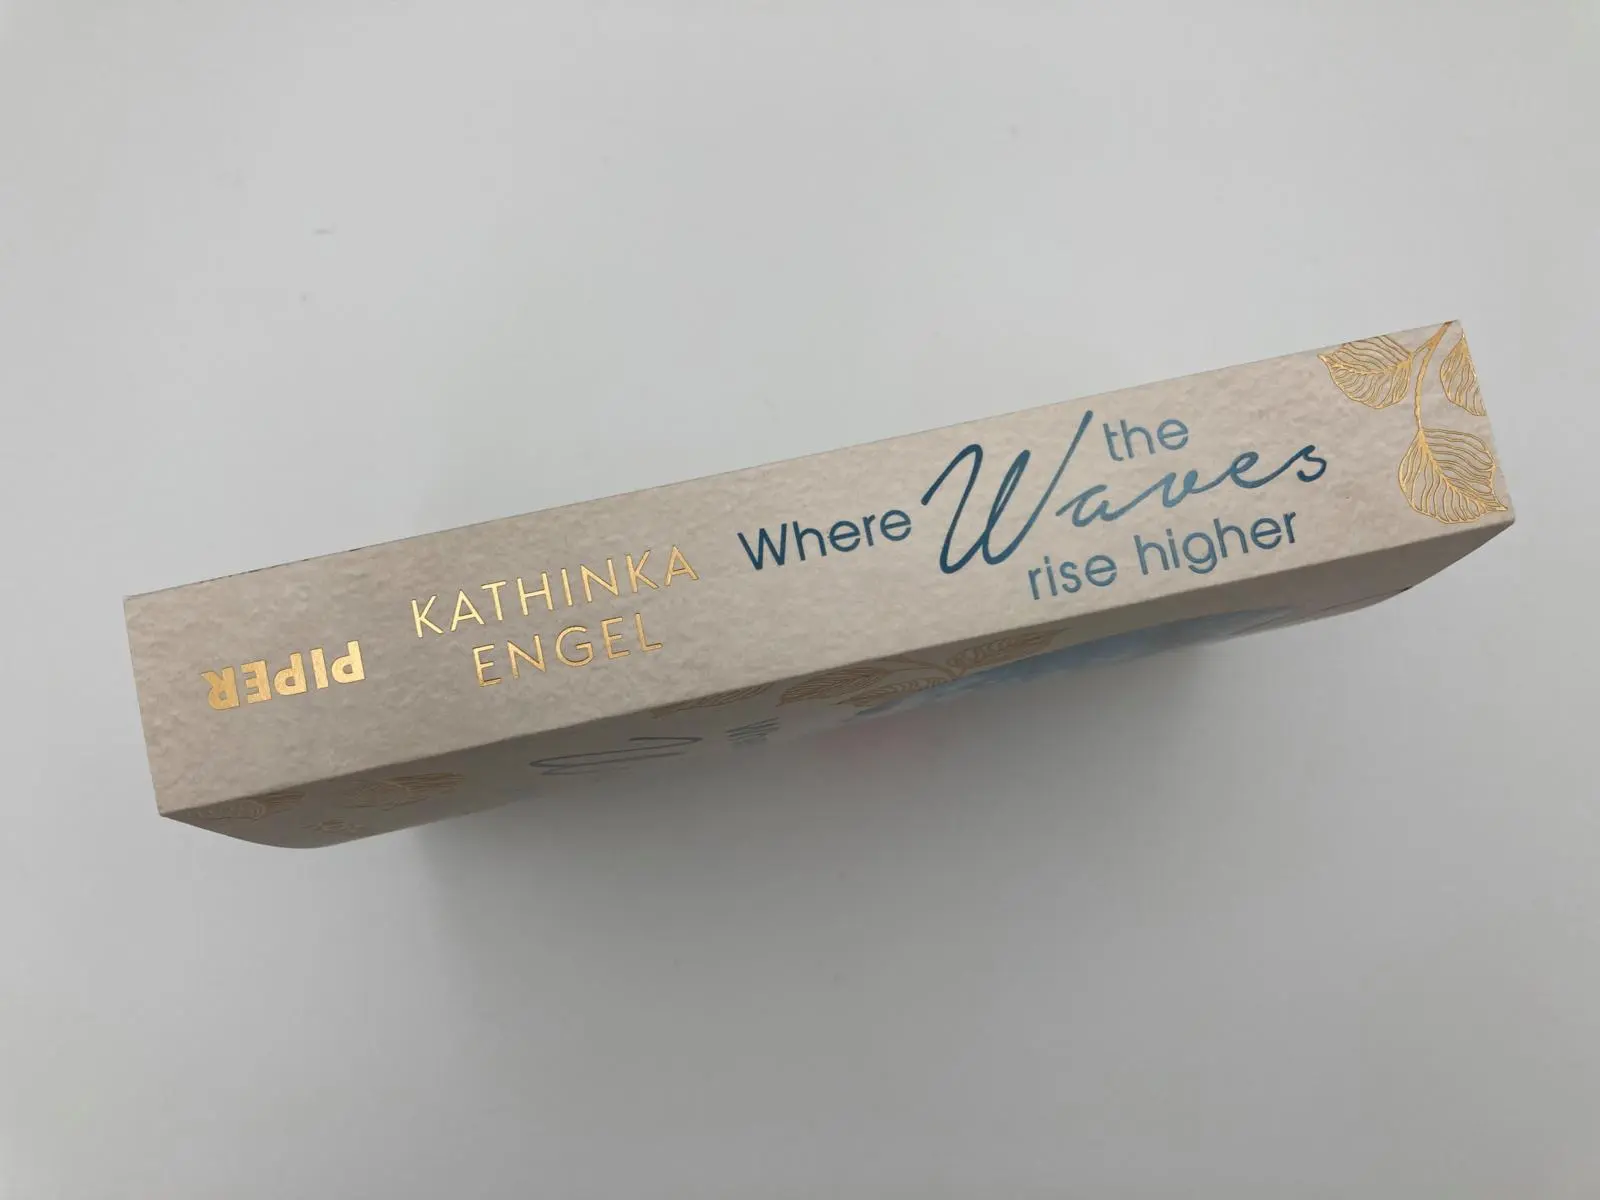 PIPER
KATHINKA
ENGEL
Where the
Waves
rise higher